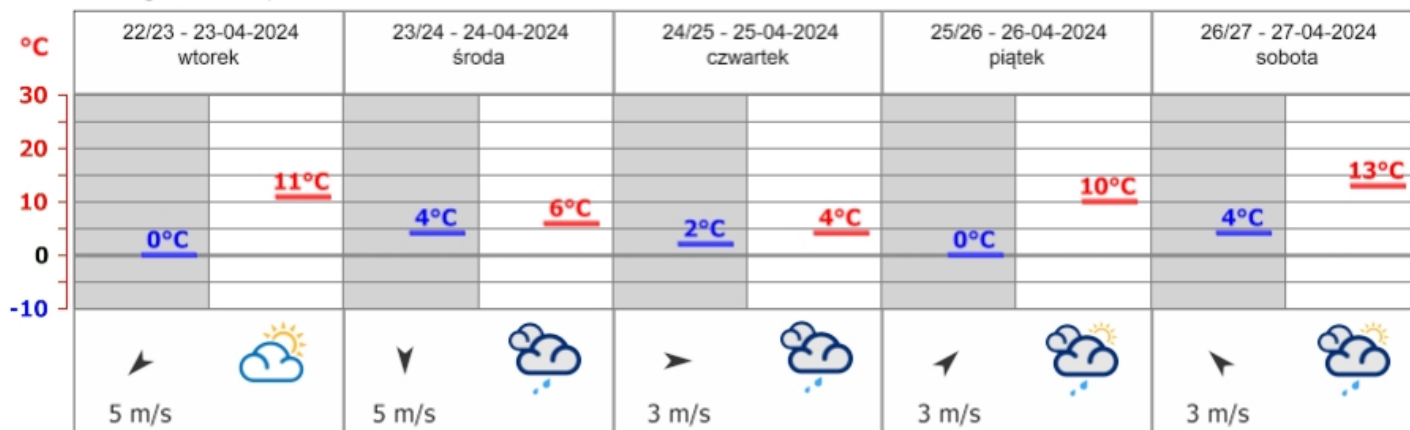 °C
22/23 - 23-04-2024
wtorek
23/24 - 24-04-2024
środa
24/25 - 25-04-2024
czwartek
25/26 - 26-04-2024
piątek
26/27 - 27-04-2024
sobota
30
20
10
0
-10
0°C
11°C
4°C
6°C
2°C
4°C
0°C
10°C
4°C
13°C
5 m/s
5 m/s
3 m/s
3 m/s
3 m/s